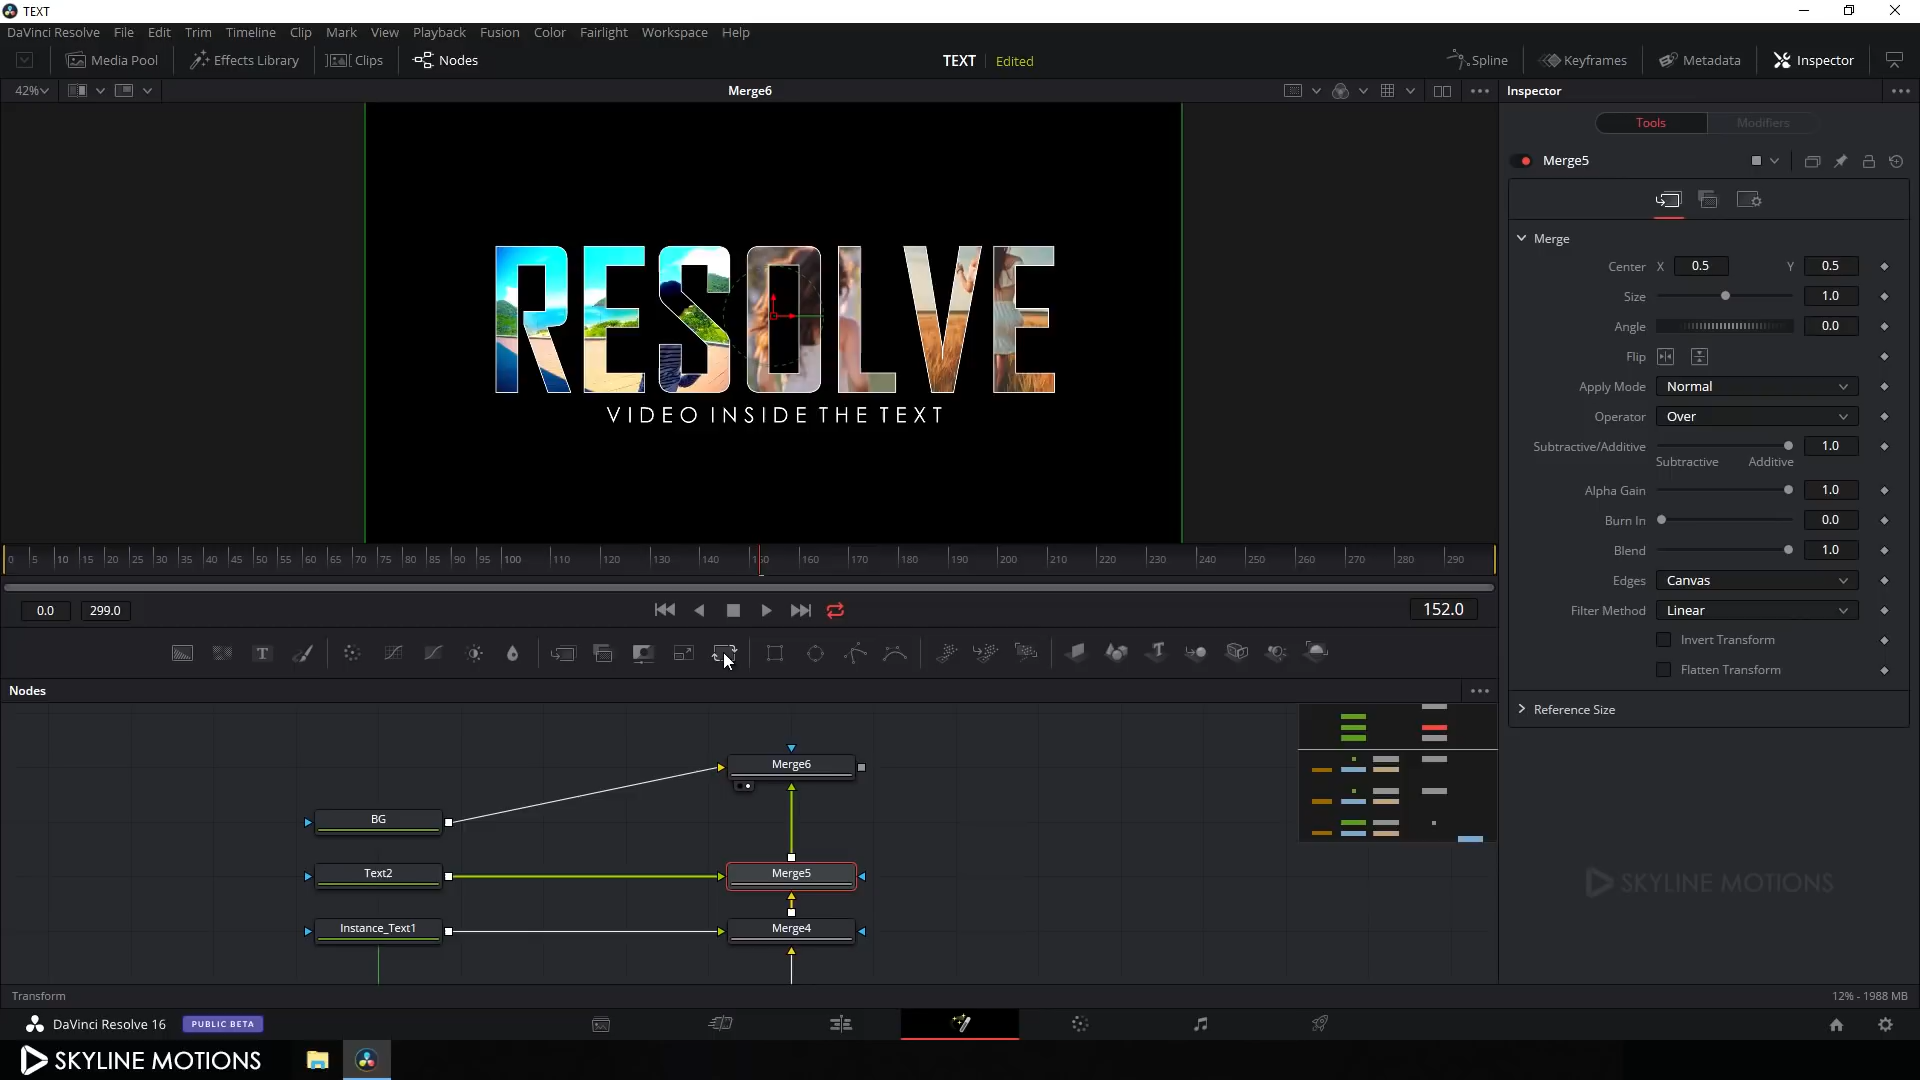 TEXT
DaVinci Resolve File Edit Trim Timeline Clip Mark View Playback Fusion Color Fairlight Workspace Help
Media Pool Effects Library Clips Nodes TEXT Edited Spline Keyframes Metadata Inspector
42% Merge6 Inspector
Tools Modifiers
Merge5
Merge
Center X 0.5 Y 0.5
Size 1.0
Angle 0.0
Flip
Apply Mode Normal
Operator Over
Subtractive/Additive 1.0
Subtractive Additive
Alpha Gain 1.0
Burn In 0.0
Blend 1.0
Edges Canvas
Filter Method Linear
Invert Transform
Flatten Transform
Reference Size
RESOLVE
VIDEO INSIDE THE TEXT
0 5 10 15 20 25 30 35 40 45 50 55 60 65 70 75 80 85 90 95 100 110 120 130 140 150 160 170 180 190 200 210 220 230 240 250 260 270 280 290
0.0 299.0 152.0
Nodes
Merge6
BG
Text2 Merge5
Instance_Text1 Merge4
SKYLINE MOTIONS
Transform 12% - 1988 MB
DaVinci Resolve 16 PUBLIC BETA
SKYLINE MOTIONS